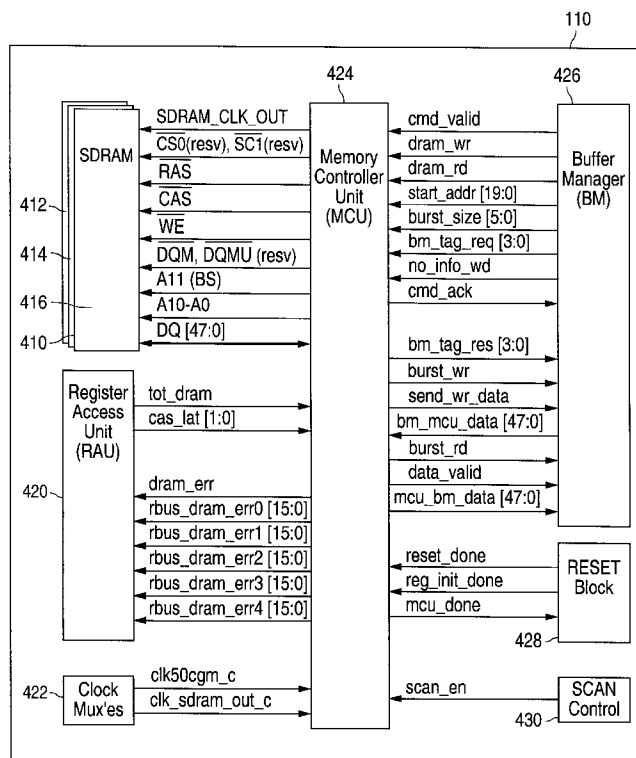 110
424
426
412
414
416
410
SDRAM
SDRAM_CLK_OUT
CS0(resv), SC1(resv)
RAS
CAS
WE
DQM, DQMU (resv)
A11 (BS)
A10-A0
DQ [47:0]
Memory
Controller
Unit
(MCU)
cmd_valid
dram_wr
dram_rd
start_addr [19:0]
burst_size [5:0]
bm_tag_req [3:0]
no_info_wd
cmd_ack
bm_tag_res [3:0]
burst_wr
send_wr_data
bm_mcu_data [47:0]
burst_rd
data_valid
mcu_bm_data [47:0]
Buffer
Manager
(BM)
Register
Access
Unit
(RAU)
420
tot_dram
cas_lat [1:0]
dram_err
rbus_dram_err0 [15:0]
rbus_dram_err1 [15:0]
rbus_dram_err2 [15:0]
rbus_dram_err3 [15:0]
rbus_dram_err4 [15:0]
reset_done
reg_init_done
mcu_done
RESET
Block
428
422
Clock
Mux'es
clk50cgm_c
clk_sdram_out_c
scan_en
SCAN
Control
430